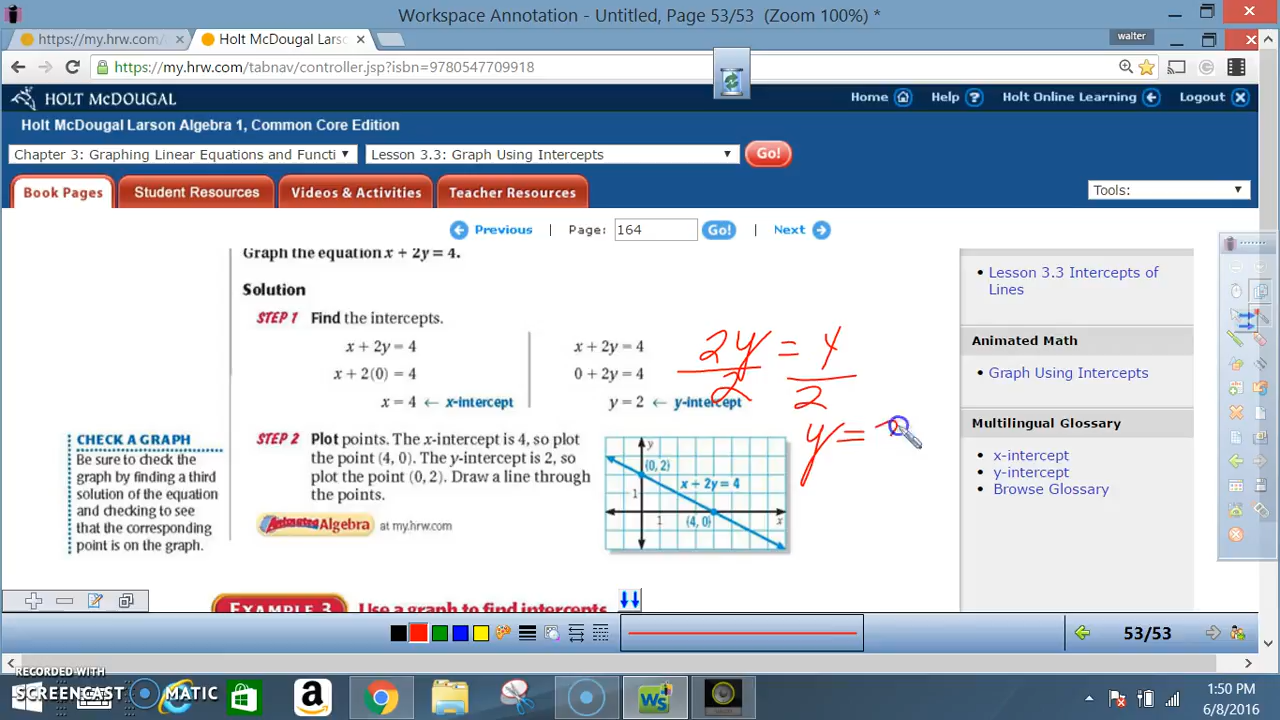 Workspace Annotation - Untitled, Page 53/53 (Zoom 100%) *
https://my.hrw.com/
Holt McDougal Lars
walter
https://my.hrw.com/tabnav/controller.jsp?isbn=9780547709918
HOLT MCDOUGAL
Home
Help
Holt Online Learning
Logout
Holt McDougal Larson Algebra 1, Common Core Edition
Chapter 3: Graphing Linear Equations and Functi
Lesson 3.3: Graph Using Intercepts
Go!
Book Pages
Student Resources
Videos & Activities
Teacher Resources
Tools:
Previous | Page: 164 Go! | Next
Graph the equation x + 2y = 4.
Solution
STEP 1 Find the intercepts.
x + 2y = 4
x + 2(0) = 4
x = 4 ← x-intercept
x + 2y = 4
0 + 2y = 4
y = 2 ← y-intercept
2y = 4
2 2
y =
STEP 2 Plot points. The x-intercept is 4, so plot
the point (4, 0). The y-intercept is 2, so
plot the point (0, 2). Draw a line through
the points.
Animated Algebra at my.hrw.com
CHECK A GRAPH
Be sure to check the
graph by finding a third
solution of the equation
and checking to see
that the corresponding
point is on the graph.
y
(0, 2)
x + 2y = 4
1
1
(4, 0)
x
EXAMPLE 3 Use a graph to find intercepts
Lesson 3.3 Intercepts of
Lines
Animated Math
Graph Using Intercepts
Multilingual Glossary
x-intercept
y-intercept
Browse Glossary
53/53
RECORDED WITH
SCREENCAST MATIC
1:50 PM
6/8/2016